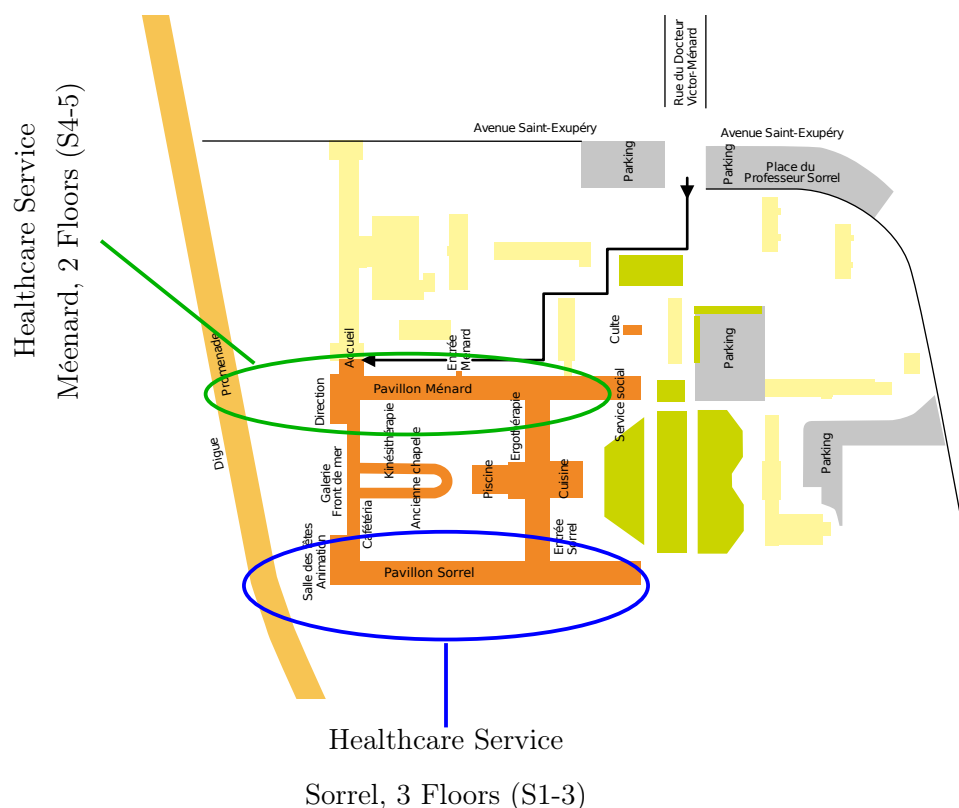 Rue du Docteur
Victor-Ménard
Avenue Saint-Exupéry
Avenue Saint-Exupéry
Parking
Parking
Place du
Professeur Sorrel
Healthcare Service
Méenard, 2 Floors (S4-5)
Promenade
Digue
Accueil
Entrée
Ménard
Culte
Parking
Direction
Pavillon Ménard
Service social
Kinésithérapie
Ergothérapie
Galerie
Front de mer
Ancienne chapelle
Piscine
Cuisine
Parking
Cafétéria
Entrée
Sorrel
Salle des fêtes
Animation
Pavillon Sorrel
Healthcare Service
Sorrel, 3 Floors (S1-3)